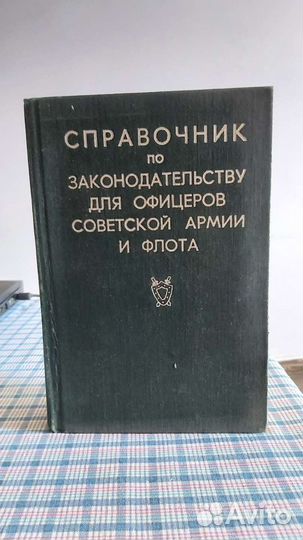 СПРАВОЧНИК
ПО
ЗАКОНОДАТЕЛЬСТВУ
ДЛЯ ОФИЦЕРОВ
СОВЕТСКОЙ АРМИИ
И ФЛОТА
Avito